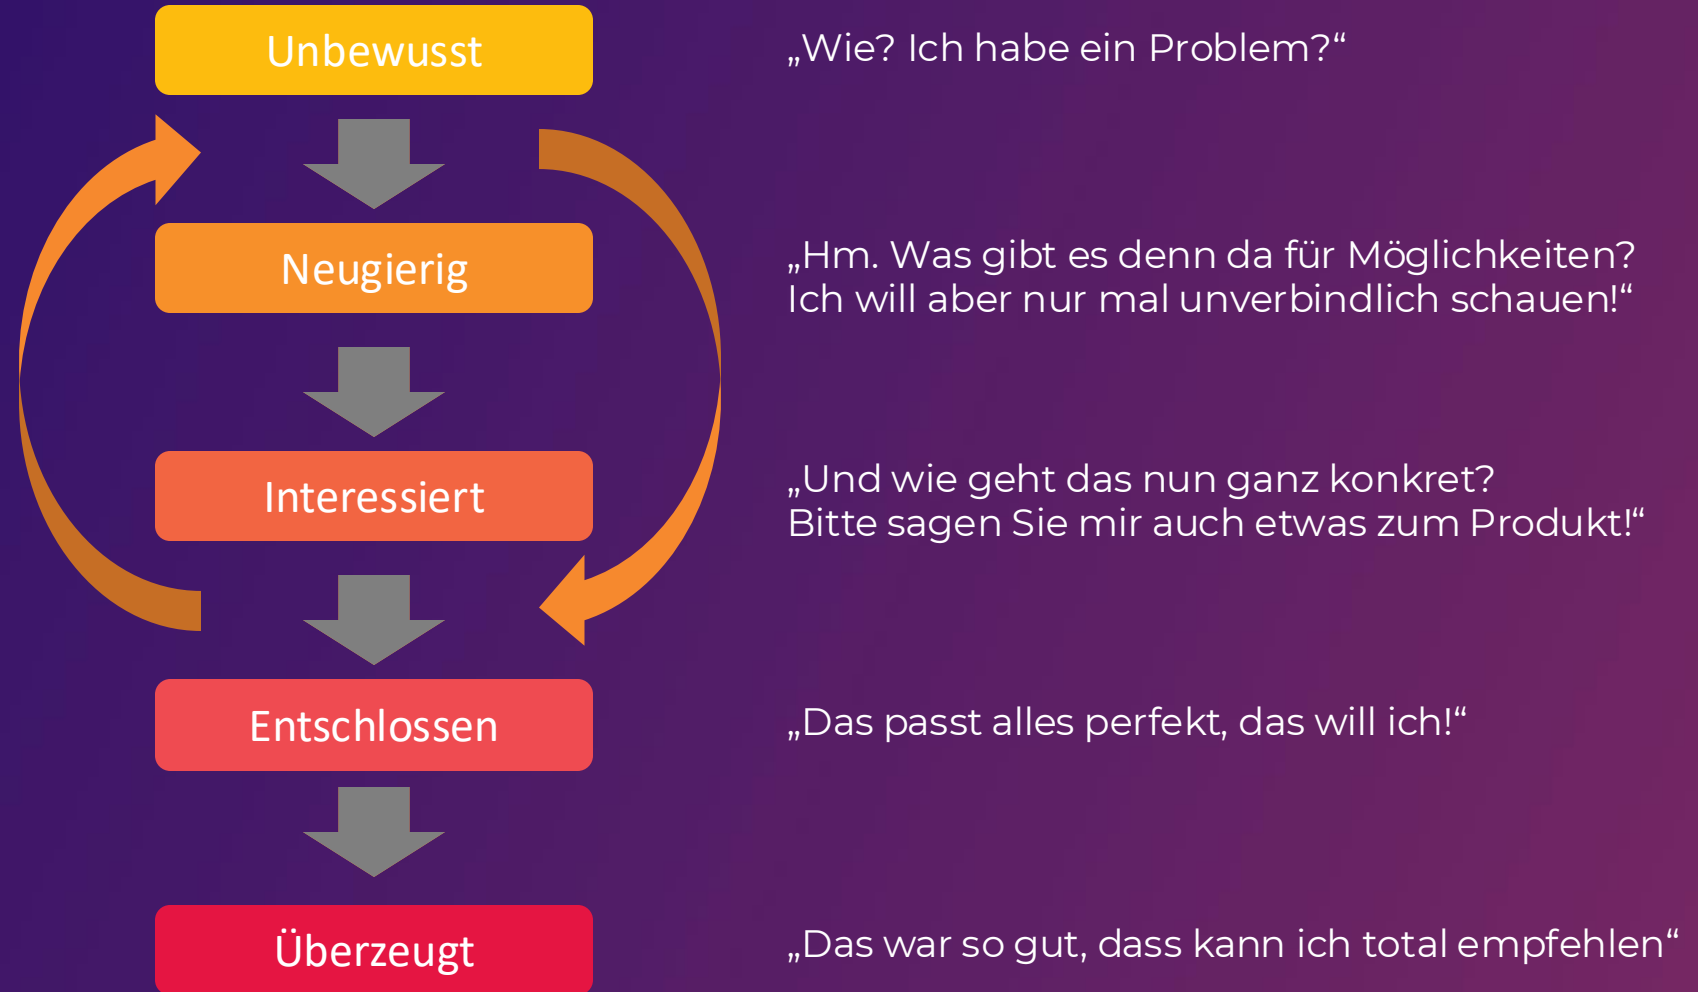 Unbewusst
„Wie? Ich habe ein Problem?“
Neugierig
„Hm. Was gibt es denn da für Möglichkeiten?
Ich will aber nur mal unverbindlich schauen!“
Interessiert
„Und wie geht das nun ganz konkret?
Bitte sagen Sie mir auch etwas zum Produkt!“
Entschlossen
„Das passt alles perfekt, das will ich!“
Überzeugt
„Das war so gut, dass kann ich total empfehlen“